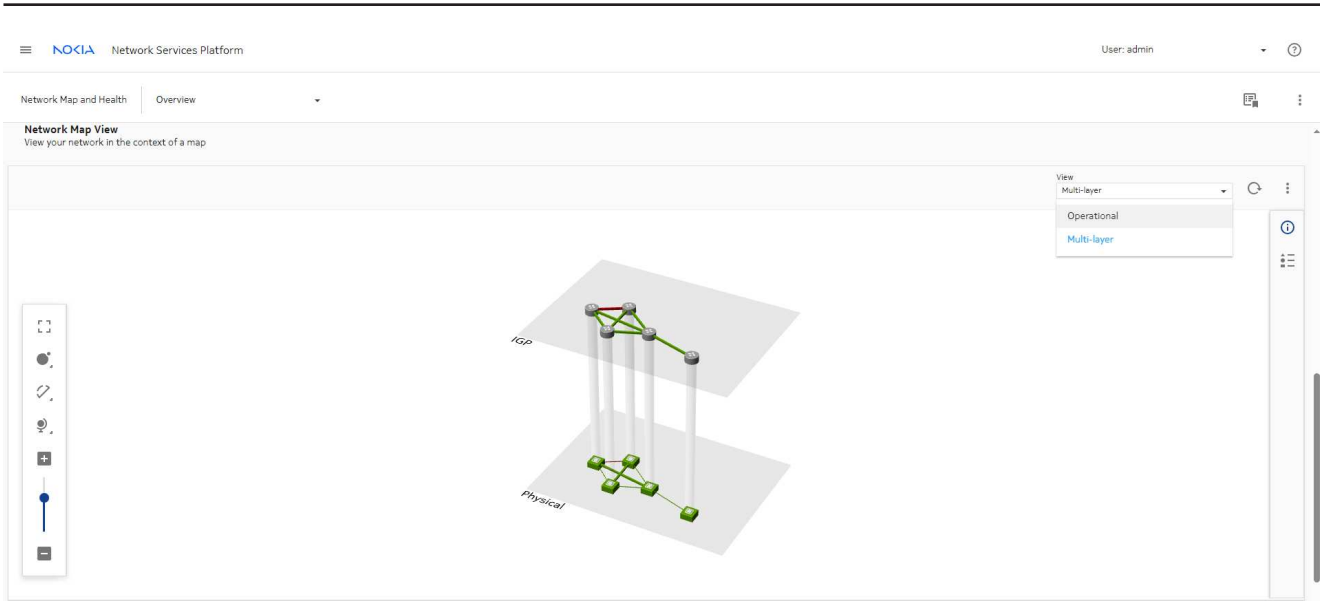 NOKIA Network Services Platform
User: admin
Network Map and Health
Overview
Network Map View
View your network in the context of a map
View
Multi-layer
Operational
Multi-layer
IGP
Physical